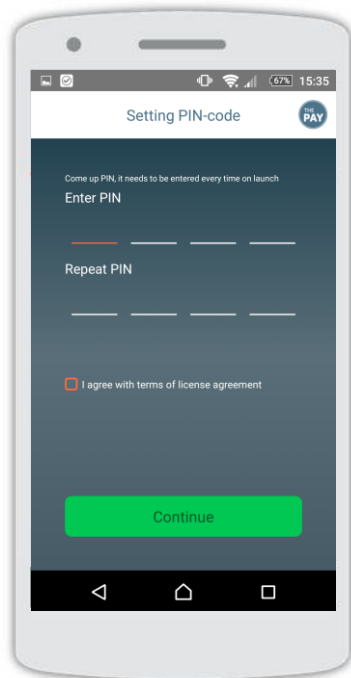 67% 15:35
Setting PIN-code
THE
PAY
Come up PIN, it needs to be entered every time on launch
Enter PIN
Repeat PIN
I agree with terms of license agreement
Continue